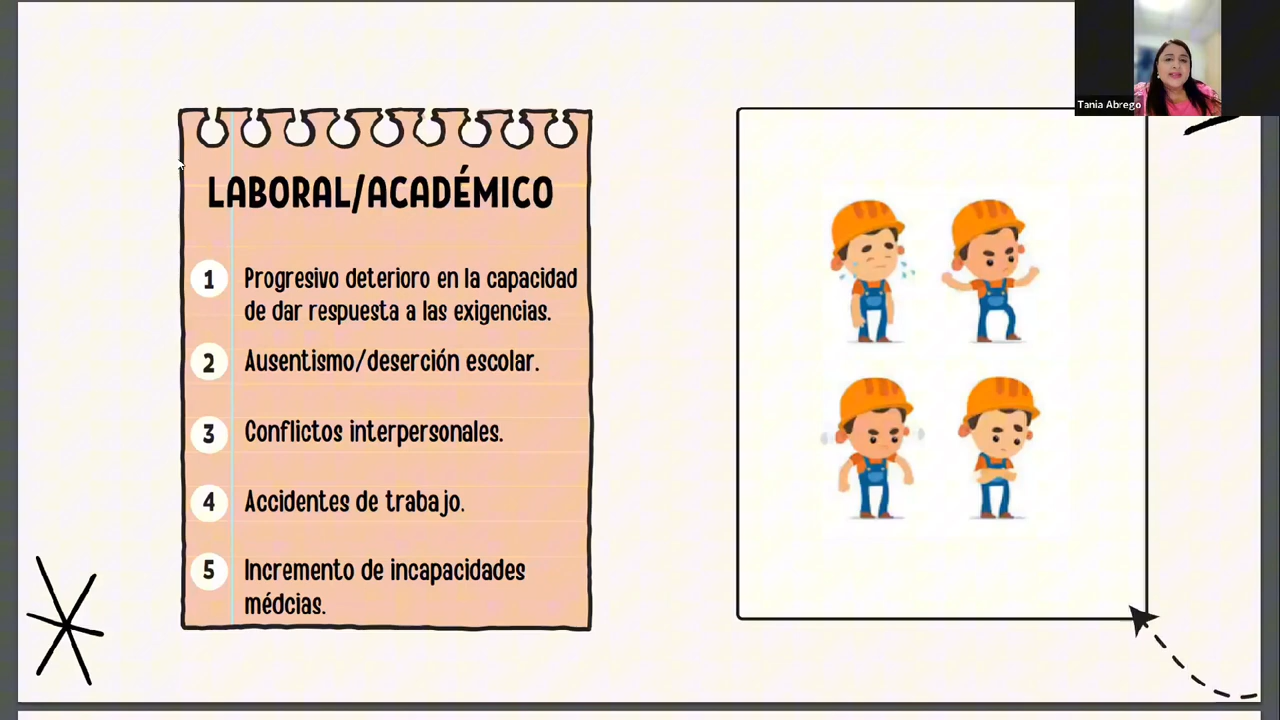 Tania Abrego
LABORAL/ACADÉMICO
1 Progresivo deterioro en la capacidad
de dar respuesta a las exigencias.
2 Ausentismo/deserción escolar.
3 Conflictos interpersonales.
4 Accidentes de trabajo.
5 Incremento de incapacidades
médcias.